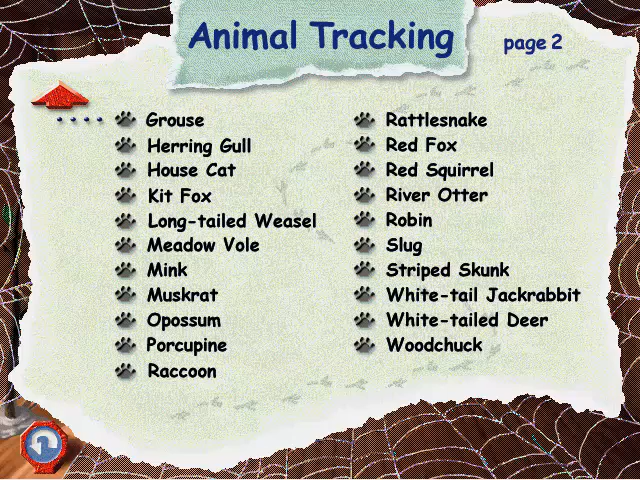 Animal Tracking
page 2
Grouse
Herring Gull
House Cat
Kit Fox
Long-tailed Weasel
Meadow Vole
Mink
Muskrat
Opossum
Porcupine
Raccoon
Rattlesnake
Red Fox
Red Squirrel
River Otter
Robin
Slug
Striped Skunk
White-tail Jackrabbit
White-tailed Deer
Woodchuck